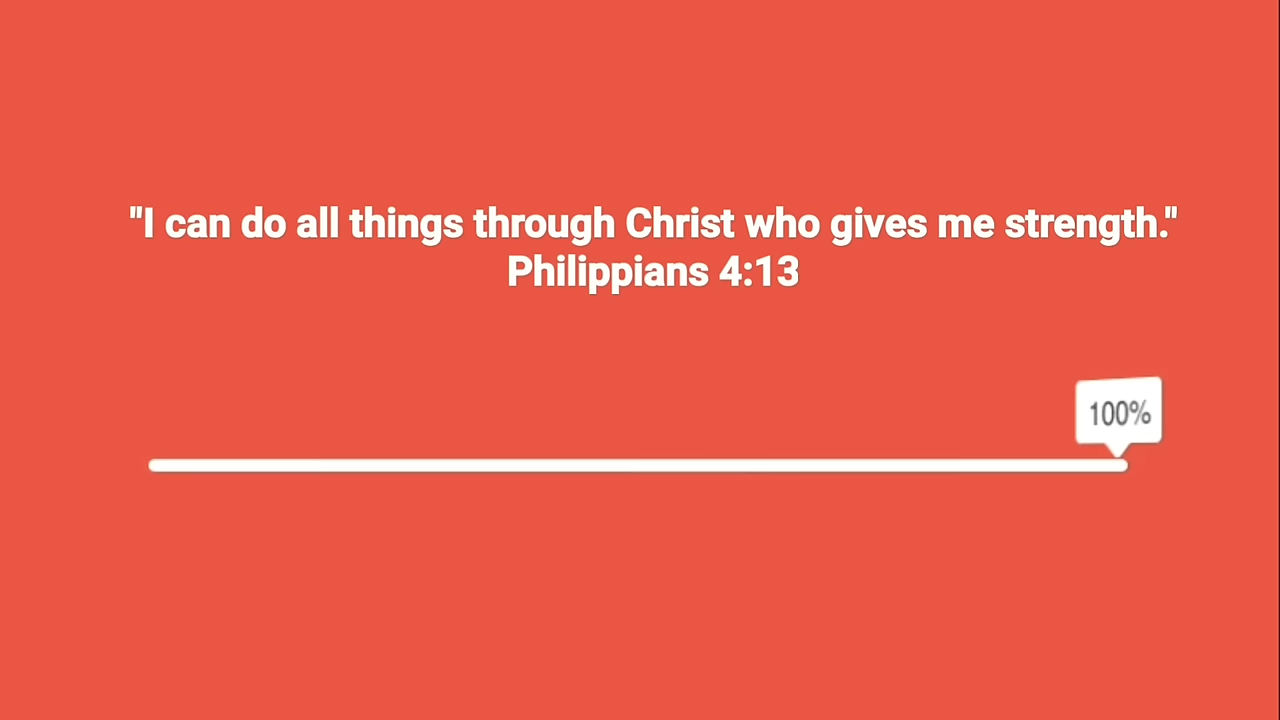 "I can do all things through Christ who gives me strength."
Philippians 4:13
100%